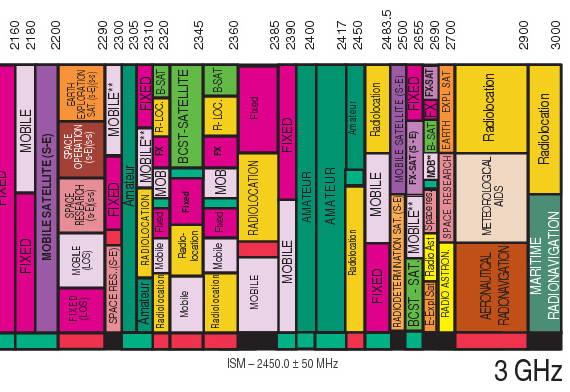 2160
2180
2200
2290
2300
2305
2310
2320
2345
2360
2385
2390
2400
2417
2450
2483.5
2500
2655
2690
2700
2900
3000
FIXED
MOBILE
FIXED
MOBILE SATELLITE (S-E)
EARTH
EXPLORATION
SAT. (s-E)(s-s)
SPACE
OPERATION
(s-E)(s-s)
SPACE
RESEARCH
(s-E)(s-s)
MOBILE
(LOS)
FIXED
(LOS)
MOBILE**
FIXED
SPACE RES..(S-E)
Amateur
FIXED
MOBILE**
RADIOLOCATION
Amateur
B-SAT
R- LOC.
FX
MOB
Fixed
Mobile
Radiolocation
BCST-SATELLITE
Fixed
Radio-
location
Mobile
B-SAT
R- LOC.
FX
MOB
Fixed
Mobile
Radiolocation
Fixed
RADIOLOCATION
MOBILE
FIXED
MOBILE
AMATEUR
AMATEUR
Amateur
Radiolocation
Radiolocation
MOBILE
FIXED
MOBILE SATELLITE (S-E)
RADIODETERMINATION SAT. (S-E)
FIXED
FX-SAT (S - E)
MOBILE**
BCST - SAT.
FX-SAT
FX
B-SAT
MOB**
Space res.
Radio Ast
E-Expl Sat
EARTH EXPL SAT
SPACE RESEARCH
RADIO ASTRON.
Radiolocation
METEOROLOGICAL
AIDS
AERONAUTICAL
RADIONAVIGATION
Radiolocation
MARITIME
RADIONAVIGATION
ISM – 2450.0 ± 50 MHz
3 GHz